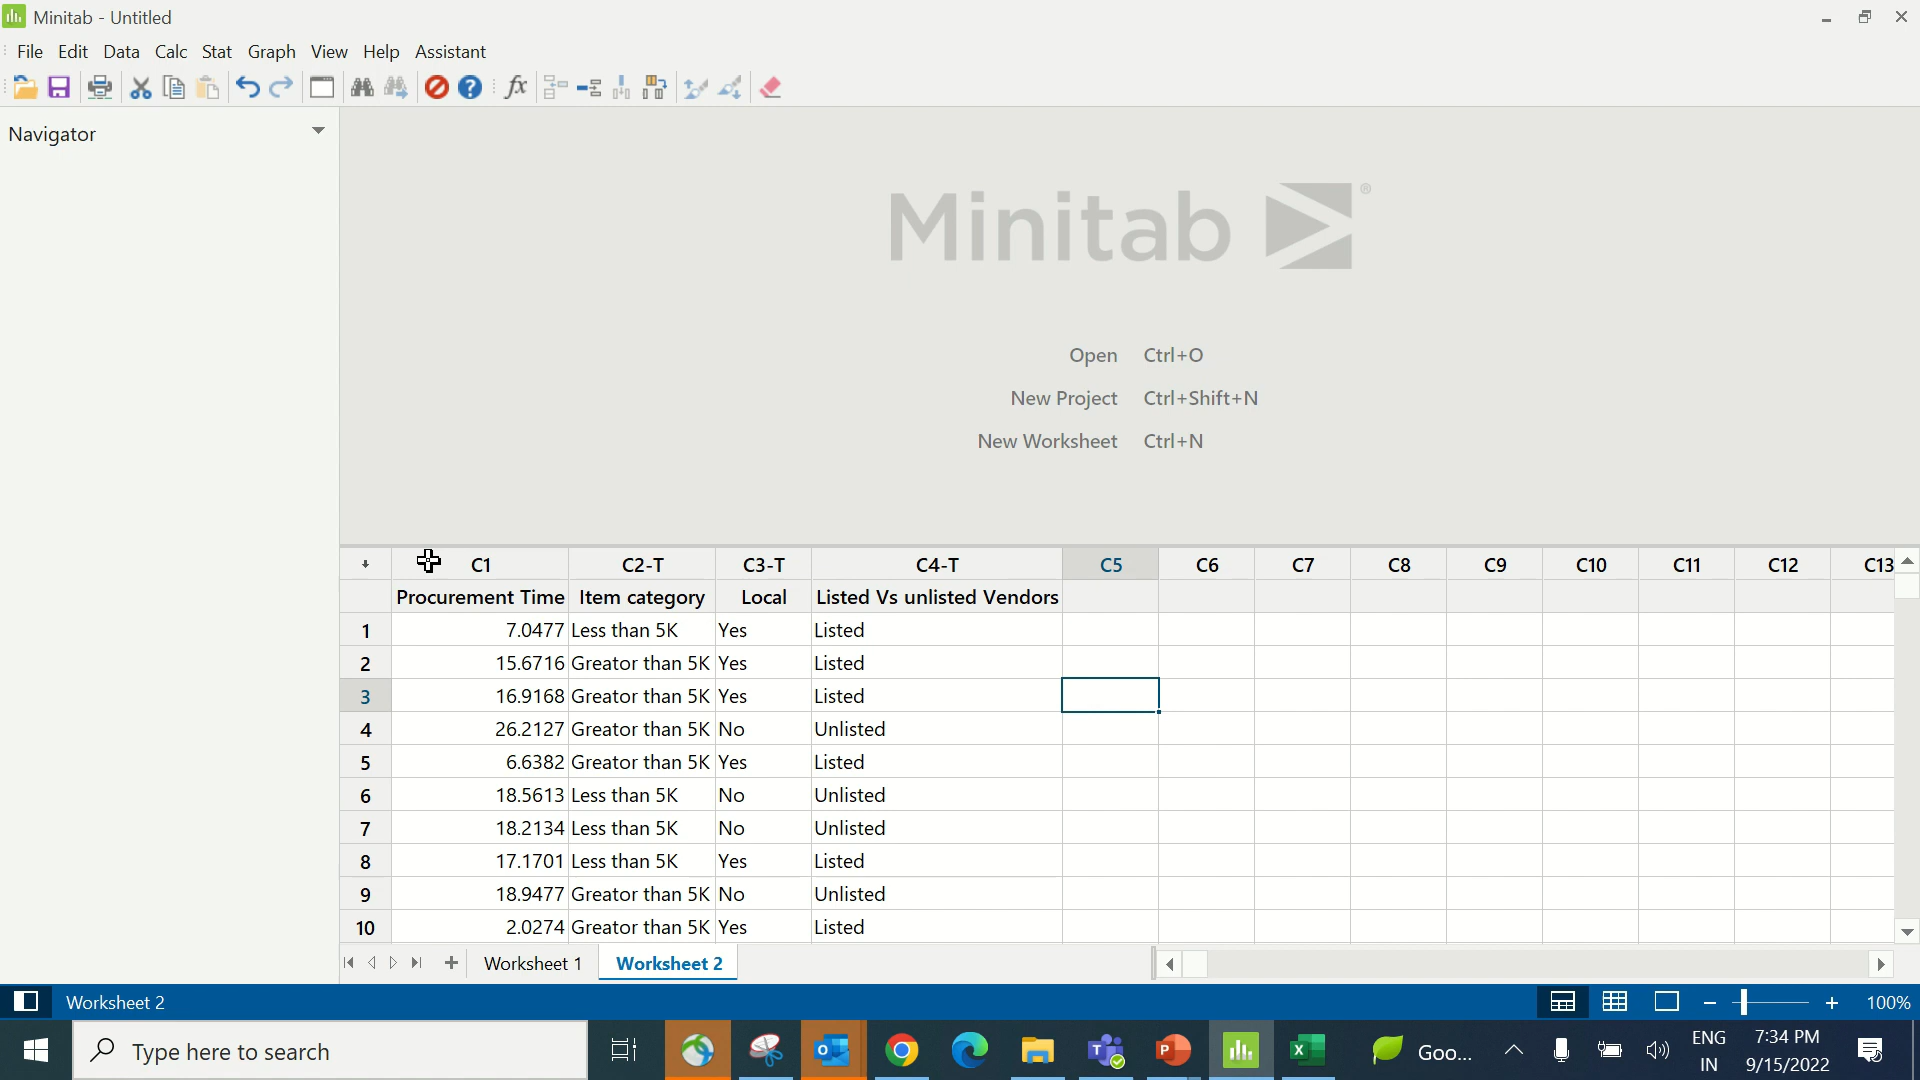 Minitab - Untitled
File Edit Data Calc Stat Graph View Help Assistant
fx
Navigator
Minitab ®
Open Ctrl+O
New Project Ctrl+Shift+N
New Worksheet Ctrl+N
C1 C2-T C3-T C4-T C5 C6 C7 C8 C9 C10 C11 C12 C13
Procurement Time Item category Local Listed Vs unlisted Vendors
1 7.0477 Less than 5K Yes Listed
2 15.6716 Greator than 5K Yes Listed
3 16.9168 Greator than 5K Yes Listed
4 26.2127 Greator than 5K No Unlisted
5 6.6382 Greator than 5K Yes Listed
6 18.5613 Less than 5K No Unlisted
7 18.2134 Less than 5K No Unlisted
8 17.1701 Less than 5K Yes Listed
9 18.9477 Greator than 5K No Unlisted
10 2.0274 Greator than 5K Yes Listed
Worksheet 1 Worksheet 2
Worksheet 2 100%
Type here to search Goo... ENG 7:34 PM
IN 9/15/2022